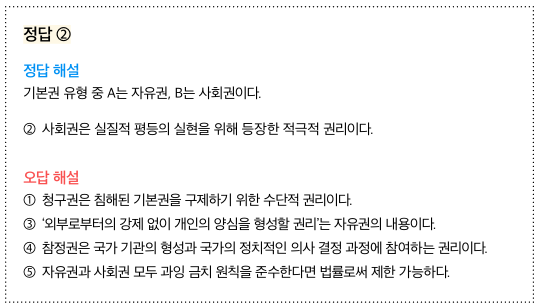 정답 ②
정답 해설
기본권 유형 중 A는 자유권, B는 사회권이다.
② 사회권은 실질적 평등의 실현을 위해 등장한 적극적 권리이다.
오답 해설
① 청구권은 침해된 기본권을 구제하기 위한 수단적 권리이다.
③ ‘외부로부터의 강제 없이 개인의 양심을 형성할 권리’는 자유권의 내용이다.
④ 참정권은 국가 기관의 형성과 국가의 정치적인 의사 결정 과정에 참여하는 권리이다.
⑤ 자유권과 사회권 모두 과잉 금치 원칙을 준수한다면 법률로써 제한 가능하다.